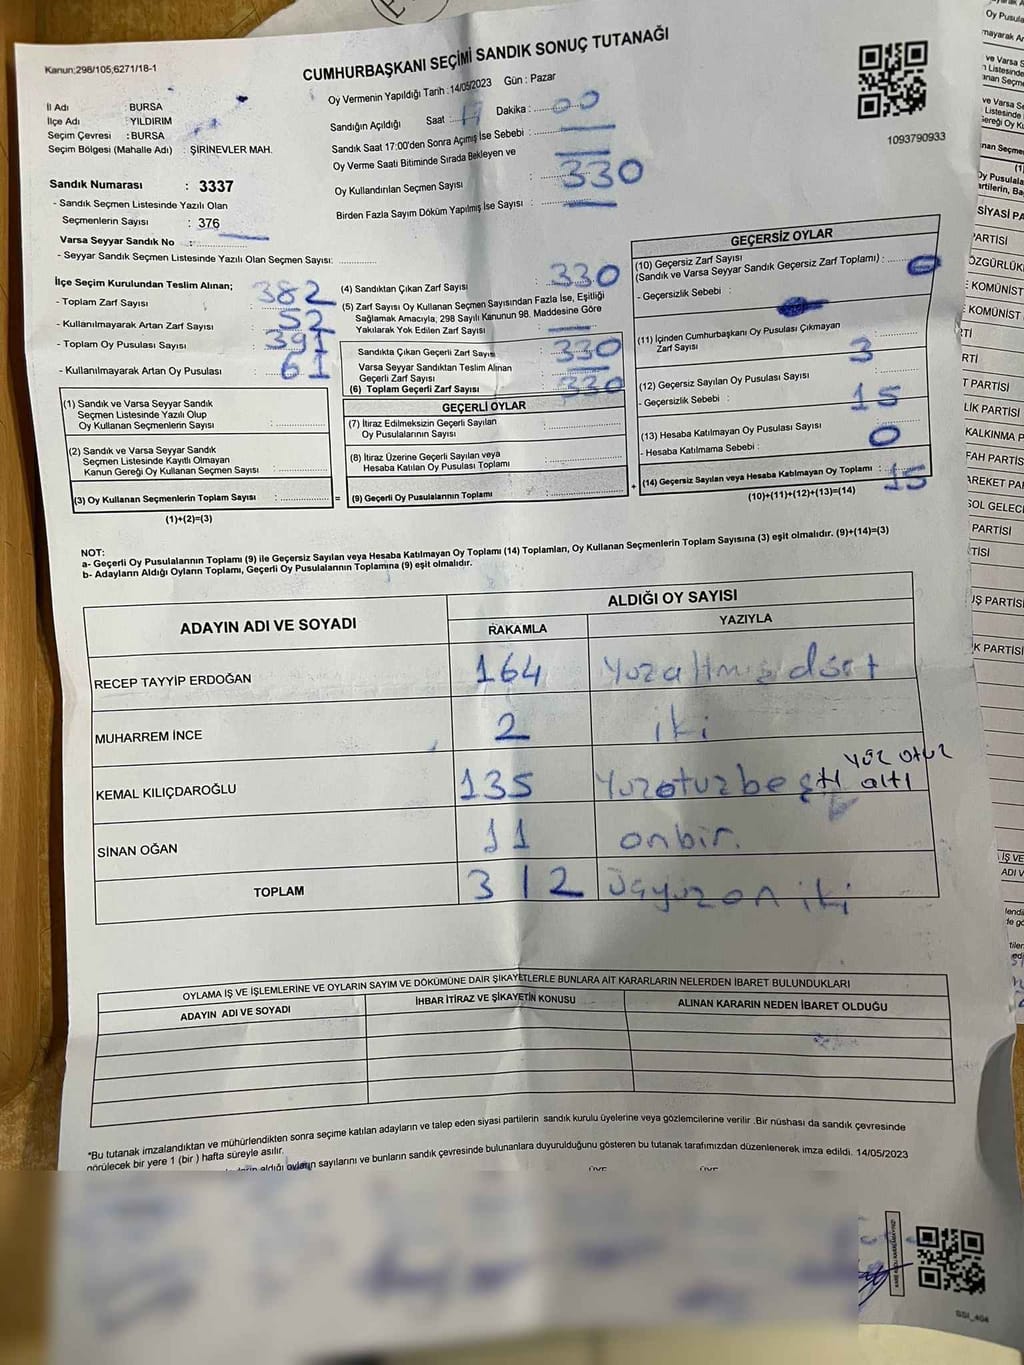 Kanun;298/105;6271/18-1
CUMHURBAŞKANI SEÇİMİ SANDIK SONUÇ TUTANAĞI
Oy Vermenin Yapıldığı Tarih :14/05/2023 Gün : Pazar
İl Adı : BURSA
İlçe Adı : YILDIRIM
Seçim Çevresi : BURSA
Seçim Bölgesi (Mahalle Adı) : ŞİRİNEVLER MAH.
Sandığın Açıldığı Saat : 17 Dakika : 00
Sandık Saat 17:00'den Sonra Açımış İse Sebebi :
Oy Verme Saati Bitiminde Sırada Bekleyen ve
Oy Kullandırılan Seçmen Sayısı : 330
Birden Fazla Sayım Döküm Yapılmış İse Sayısı :
1093790933
Sandık Numarası : 3337
- Sandık Seçmen Listesinde Yazılı Olan
Seçmenlerin Sayısı : 376
Varsa Seyyar Sandık No :
- Seyyar Sandık Seçmen Listesinde Yazılı Olan Seçmen Sayısı:
İlçe Seçim Kurulundan Teslim Alınan;
- Toplam Zarf Sayısı : 382
- Kullanılmayarak Artan Zarf Sayısı : 52
- Toplam Oy Pusulası Sayısı : 391
- Kullanılmayarak Artan Oy Pusulası : 61
(4) Sandıktan Çıkan Zarf Sayısı : 330
(5) Zarf Sayısı Oy Kullanan Seçmen Sayısından Fazla İse, Eşitliği
Sağlamak Amacıyla; 298 Sayılı Kanunun 98. Maddesine Göre
Yakılarak Yok Edilen Zarf Sayısı :
Sandıkta Çıkan Geçerli Zarf Sayısı : 330
Varsa Seyyar Sandıktan Teslim Alınan
Geçerli Zarf Sayısı :
(6) Toplam Geçerli Zarf Sayısı : 330
GEÇERSİZ OYLAR
(10) Geçersiz Zarf Sayısı
(Sandık ve Varsa Seyyar Sandık Geçersiz Zarf Toplamı) : 0
- Geçersizlik Sebebi :
(11) İçinden Cumhurbaşkanı Oy Pusulası Çıkmayan
Zarf Sayısı : 3
(12) Geçersiz Sayılan Oy Pusulası Sayısı
- Geçersizlik Sebebi : 15
(13) Hesaba Katılmayan Oy Pusulası Sayısı
- Hesaba Katılmama Sebebi : 0
(14) Geçersiz Sayılan veya Hesaba Katılmayan Oy Toplamı : 15
(10)+(11)+(12)+(13)=(14)
(1) Sandık ve Varsa Seyyar Sandık
Seçmen Listesinde Yazılı Olup
Oy Kullanan Seçmenlerin Sayısı :
(2) Sandık ve Varsa Seyyar Sandık
Seçmen Listesinde Kayıtlı Olmayan
Kanun Gereği Oy Kullanan Seçmen Sayısı :
(3) Oy Kullanan Seçmenlerin Toplam Sayısı : =
(1)+(2)=(3)
GEÇERLİ OYLAR
(7) İtiraz Edilmeksizin Geçerli Sayılan
Oy Pusulalarının Sayısı :
(8) İtiraz Üzerine Geçerli Sayılan veya
Hesaba Katılan Oy Pusulası Toplamı :
(9) Geçerli Oy Pusulalarının Toplamı : +
NOT:
a- Geçerli Oy Pusulalarının Toplamı (9) ile Geçersiz Sayılan veya Hesaba Katılmayan Oy Toplamı (14) Toplamları, Oy Kullanan Seçmenlerin Toplam Sayısına (3) eşit olmalıdır. (9)+(14)=(3)
b- Adayların Aldığı Oyların Toplamı, Geçerli Oy Pusulalarının Toplamına (9) eşit olmalıdır.
ADAYIN ADI VE SOYADI
ALDIĞI OY SAYISI
RAKAMLA YAZIYLA
RECEP TAYYİP ERDOĞAN 164 Yüzaltmış dört
MUHARREM İNCE 2 iki
yüz otuz
KEMAL KILIÇDAROĞLU 135 Yüzotuzbeş altı
SİNAN OĞAN 11 onbir.
TOPLAM 312 üçyüzon iki
OYLAMA İŞ VE İŞLEMLERİNE VE OYLARIN SAYIM VE DÖKÜMÜNE DAİR ŞİKAYETLERLE BUNLARA AİT KARARLARIN NELERDEN İBARET BULUNDUKLARI
ADAYIN ADI VE SOYADI İHBAR İTİRAZ VE ŞİKAYETİN KONUSU ALINAN KARARIN NEDEN İBARET OLDUĞU
"Bu tutanak imzalandıktan ve mühürlendikten sonra seçime katılan adayların ve talep eden siyasi partilerin sandık kurulu üyelerine veya gözlemcilerine verilir .Bir nüshası da sandık çevresinde
görülecek bir yere 1 (bir ) hafta süreyle asılır.
aldığı oyların sayılarını ve bunların sandık çevresinde bulunanlara duyurulduğunu gösteren bu tutanak tarafımızdan düzenlenerek imza edildi. 14/05/2023
ÜYE ÜYE
GSI_404